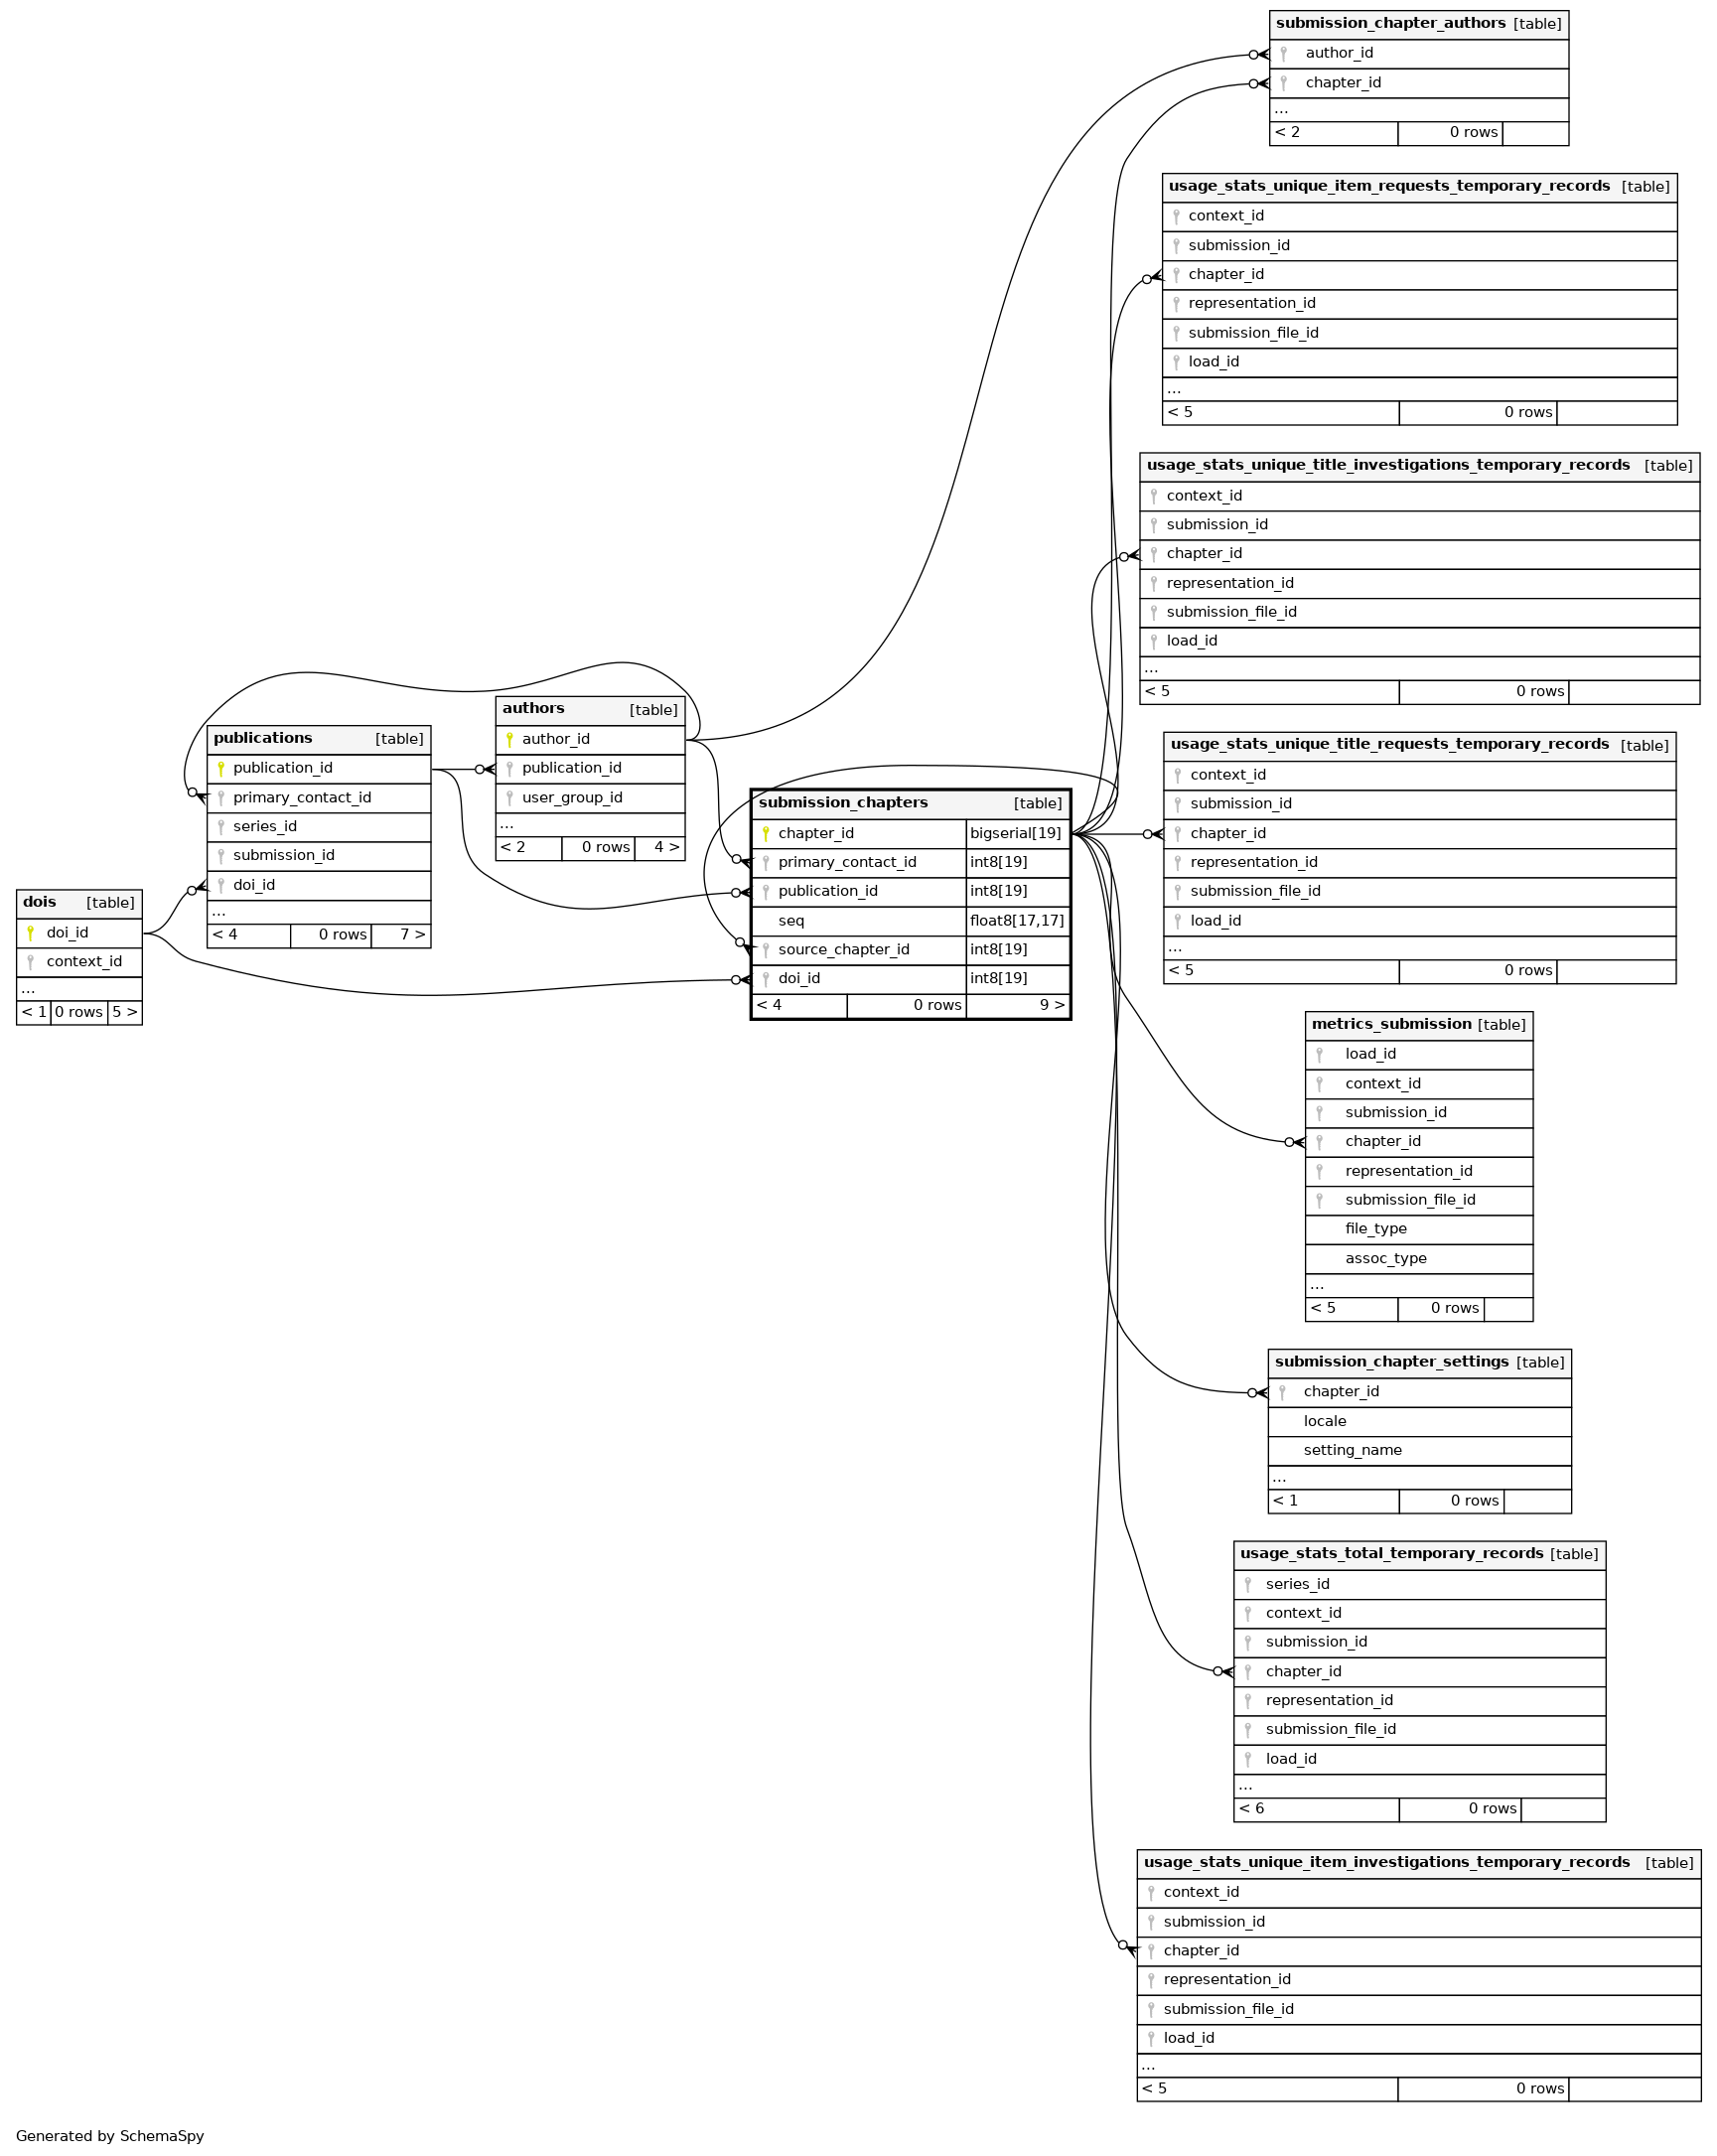 submission_chapter_authors [table]
author_id
chapter_id
...
< 2 0 rows
usage_stats_unique_item_requests_temporary_records [table]
context_id
submission_id
chapter_id
representation_id
submission_file_id
load_id
...
< 5 0 rows
usage_stats_unique_title_investigations_temporary_records [table]
context_id
submission_id
chapter_id
representation_id
submission_file_id
load_id
...
< 5 0 rows
authors [table]
author_id
publication_id
user_group_id
...
< 2 0 rows 4 >
publications [table]
publication_id
primary_contact_id
series_id
submission_id
doi_id
...
< 4 0 rows 7 >
dois [table]
doi_id
context_id
...
< 1 0 rows 5 >
submission_chapters [table]
chapter_id bigserial[19]
primary_contact_id int8[19]
publication_id int8[19]
seq float8[17,17]
source_chapter_id int8[19]
doi_id int8[19]
< 4 0 rows 9 >
usage_stats_unique_title_requests_temporary_records [table]
context_id
submission_id
chapter_id
representation_id
submission_file_id
load_id
...
< 5 0 rows
metrics_submission [table]
load_id
context_id
submission_id
chapter_id
representation_id
submission_file_id
file_type
assoc_type
...
< 5 0 rows
submission_chapter_settings [table]
chapter_id
locale
setting_name
...
< 1 0 rows
usage_stats_total_temporary_records [table]
series_id
context_id
submission_id
chapter_id
representation_id
submission_file_id
load_id
...
< 6 0 rows
usage_stats_unique_item_investigations_temporary_records [table]
context_id
submission_id
chapter_id
representation_id
submission_file_id
load_id
...
< 5 0 rows
Generated by SchemaSpy